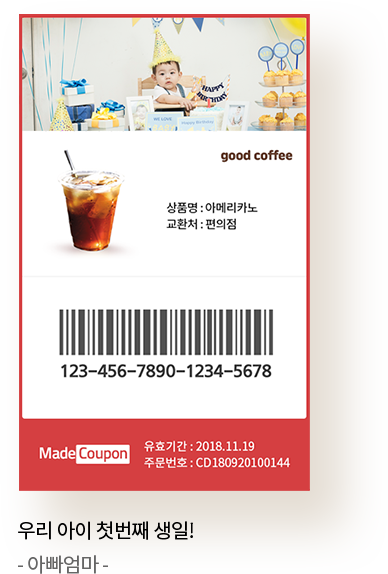 HAPPY
BIRTHDAY
good coffee
상품명 : 아메리카노
교환처 : 편의점
123-456-7890-1234-5678
MadeCoupon
유효기간 : 2018.11.19
주문번호 : CD180920100144
우리 아이 첫번째 생일!
- 아빠엄마 -